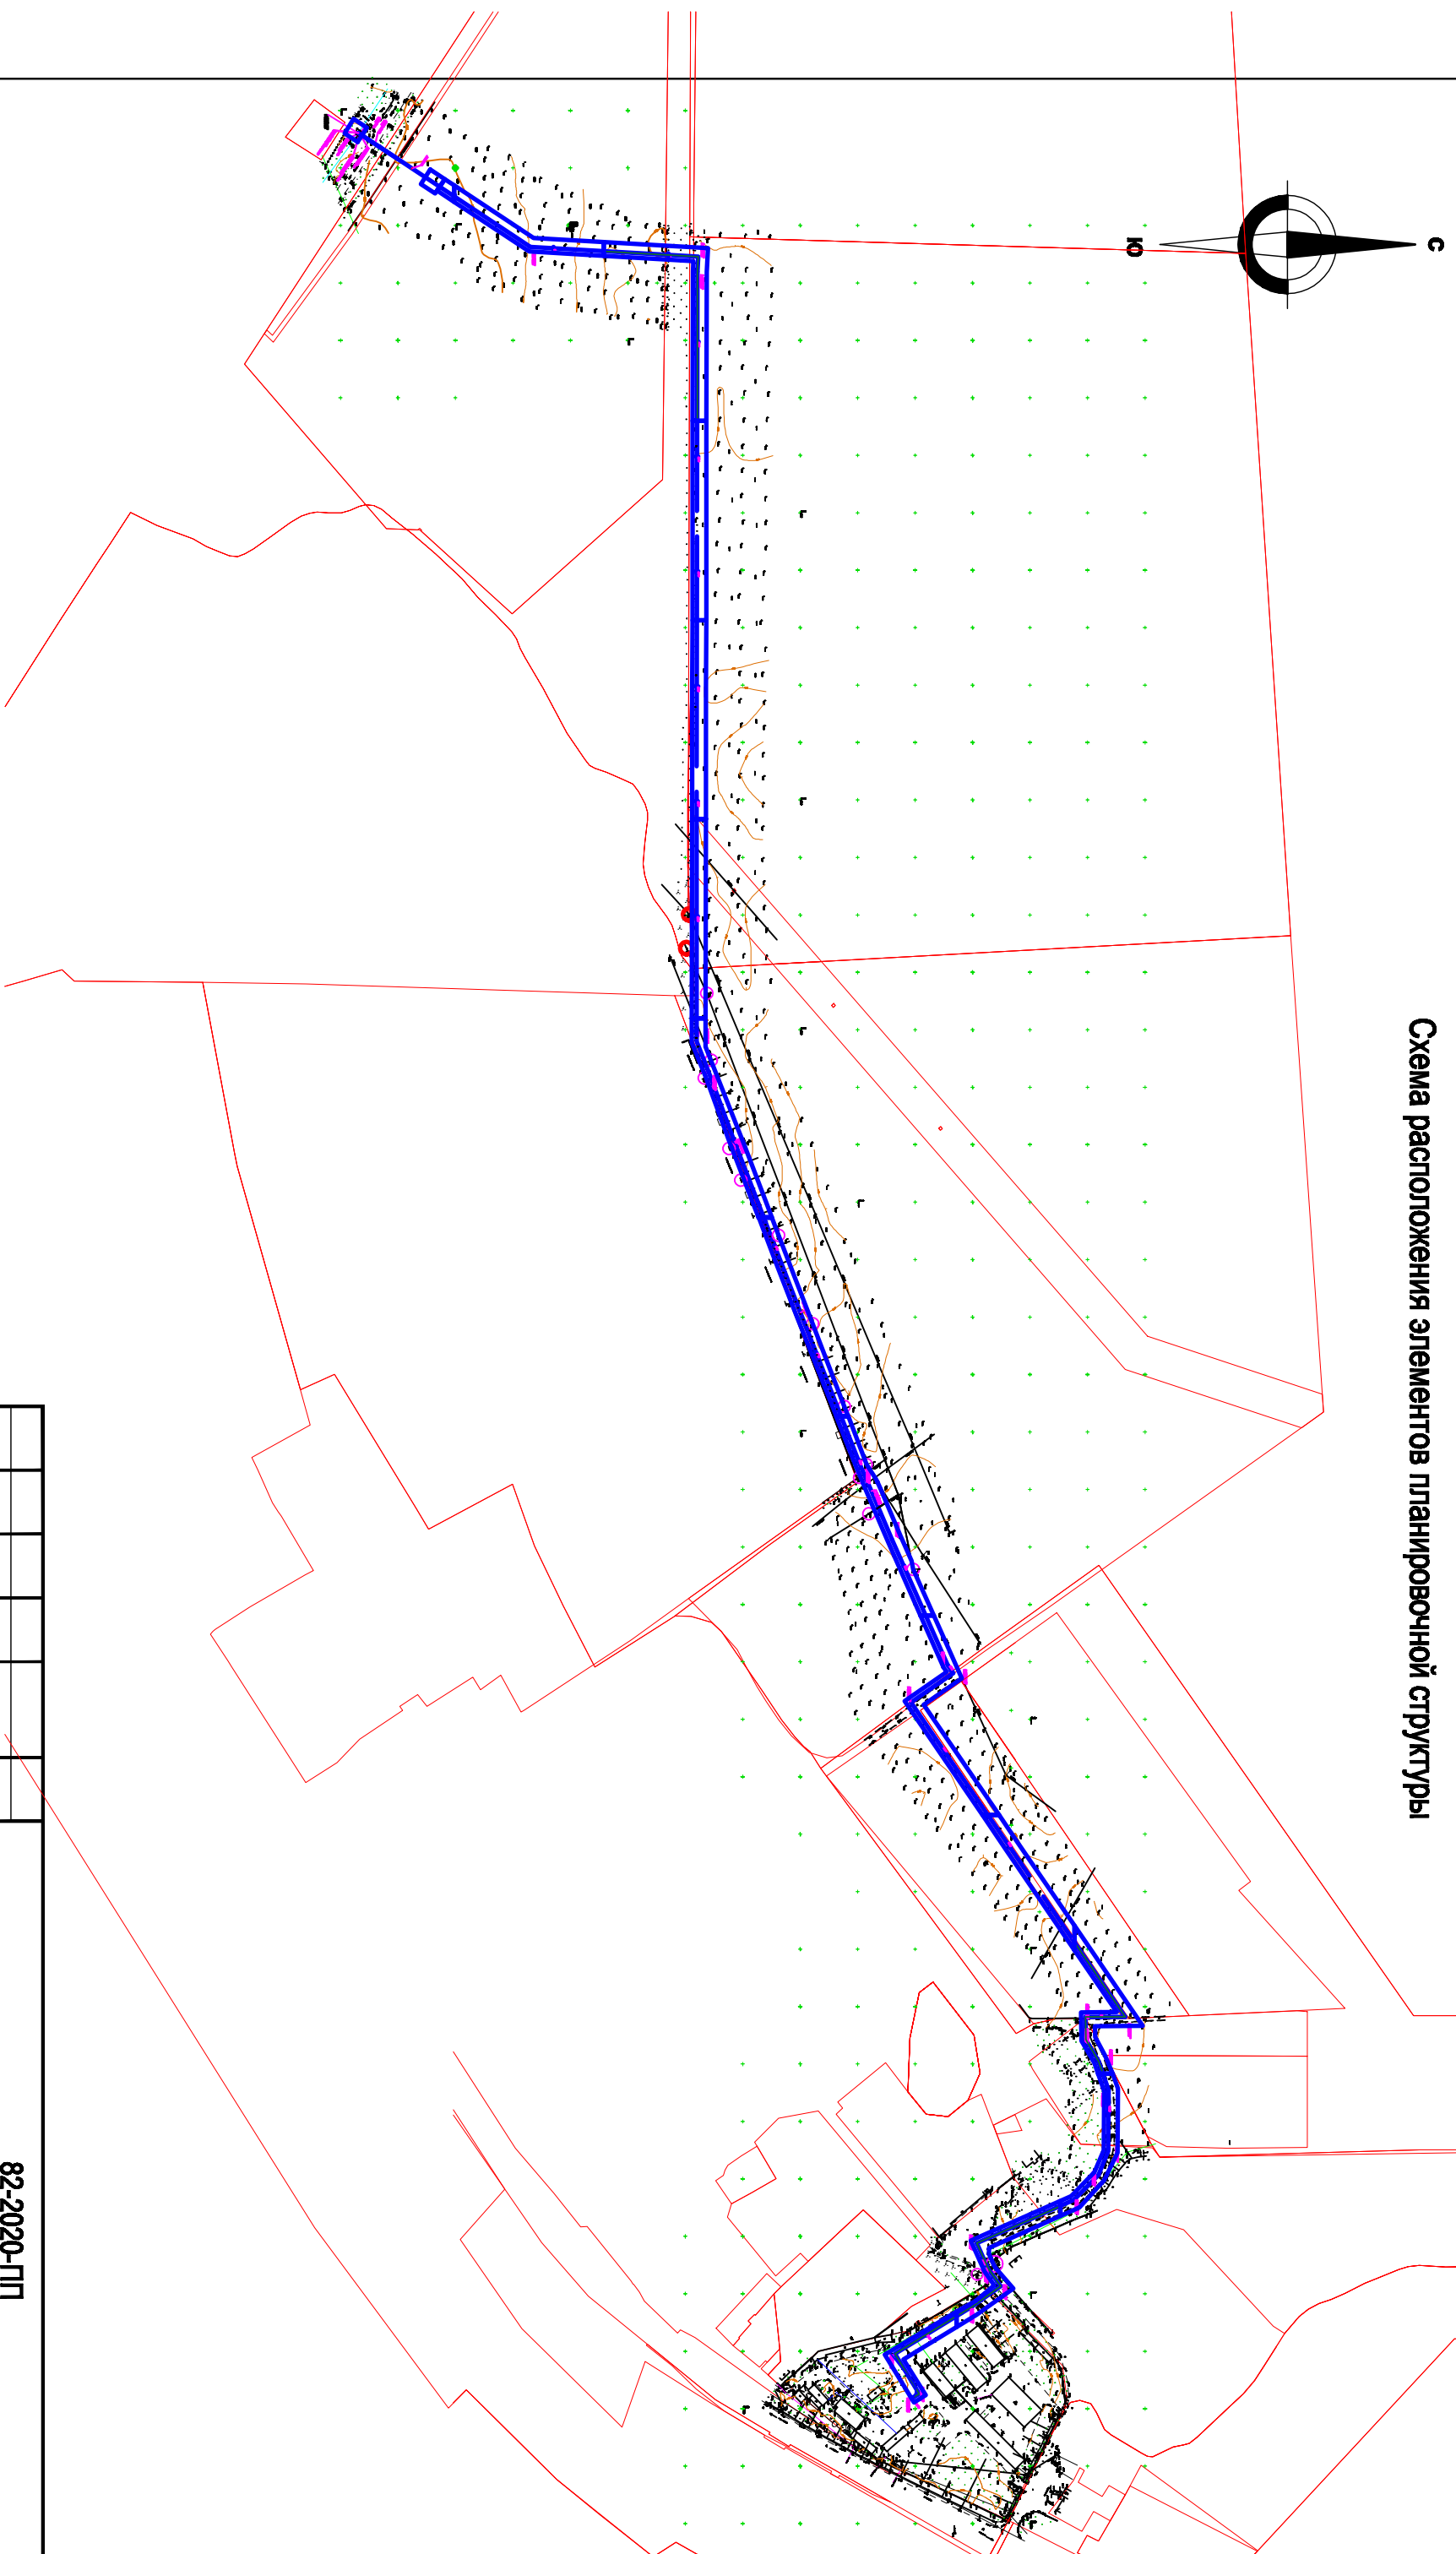 Схема расположения элементов планировочной структуры
С
Ю
82-2020-ПП